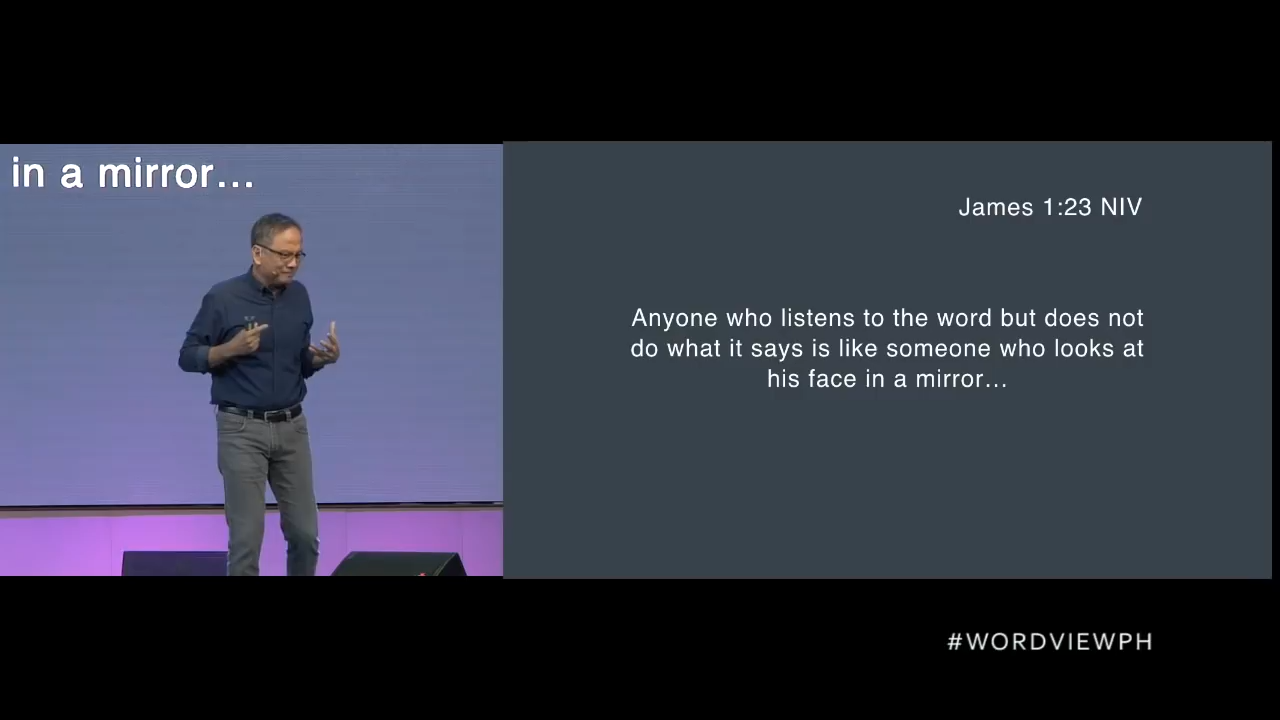 in a mirror...
James 1:23 NIV
Anyone who listens to the word but does not
do what it says is like someone who looks at
his face in a mirror...
#WORDVIEWPH